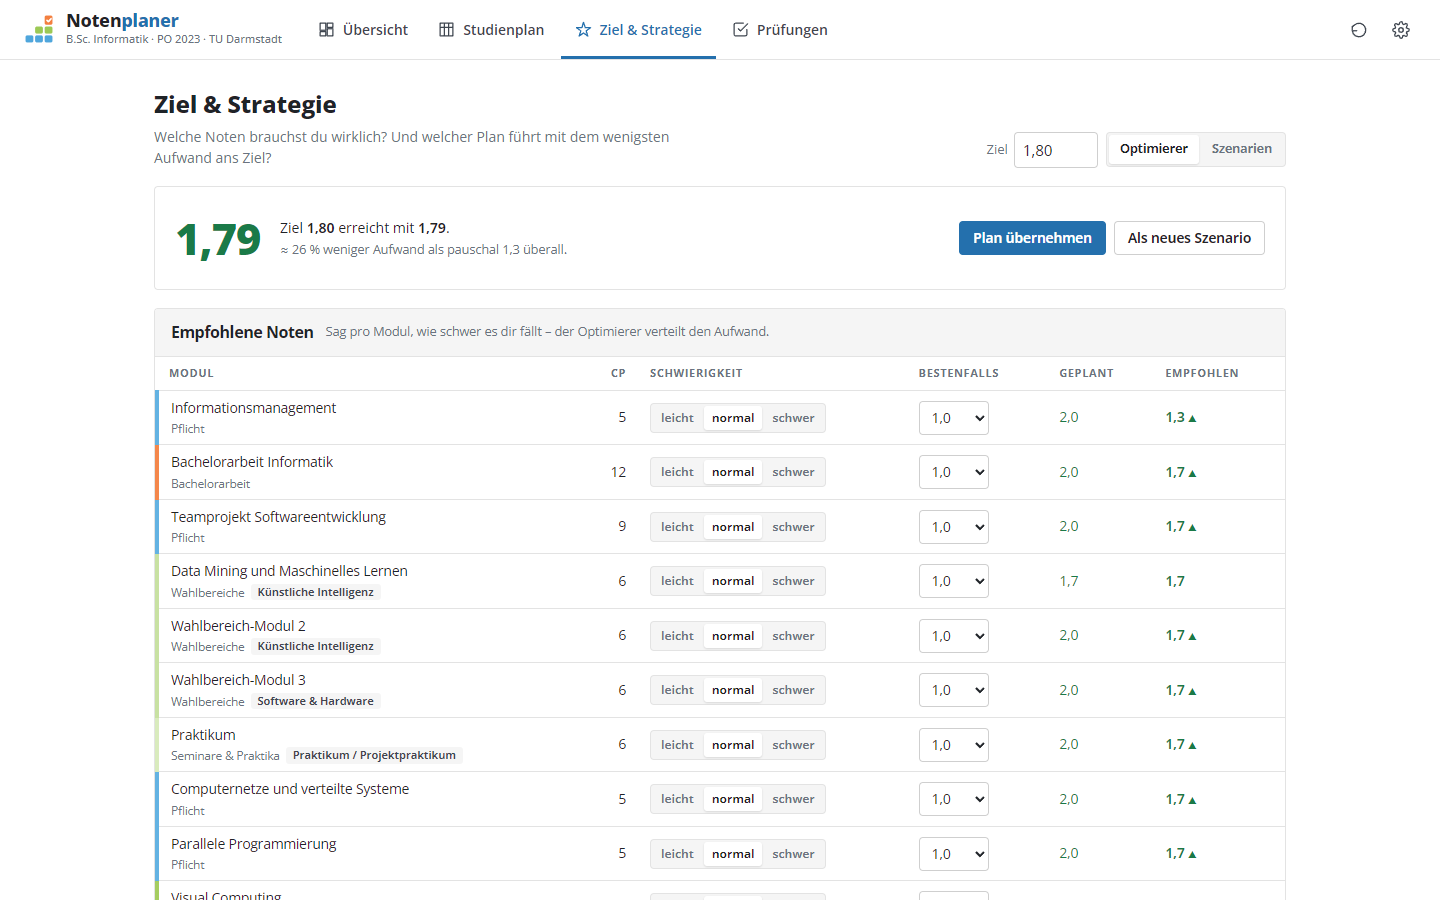 Notenplaner
B.Sc. Informatik · PO 2023 · TU Darmstadt
Übersicht
Studienplan
Ziel & Strategie
Prüfungen
Ziel & Strategie
Welche Noten brauchst du wirklich? Und welcher Plan führt mit dem wenigsten
Aufwand ans Ziel?
Ziel 1,80 Optimierer Szenarien
1,79
Ziel 1,80 erreicht mit 1,79.
≈ 26 % weniger Aufwand als pauschal 1,3 überall.
Plan übernehmen Als neues Szenario
Empfohlene Noten Sag pro Modul, wie schwer es dir fällt – der Optimierer verteilt den Aufwand.
MODUL CP SCHWIERIGKEIT BESTENFALLS GEPLANT EMPFOHLEN
Informationsmanagement
Pflicht
5 leicht normal schwer 1,0 2,0 1,3 ▲
Bachelorarbeit Informatik
Bachelorarbeit
12 leicht normal schwer 1,0 2,0 1,7 ▲
Teamprojekt Softwareentwicklung
Pflicht
9 leicht normal schwer 1,0 2,0 1,7 ▲
Data Mining und Maschinelles Lernen
Wahlbereiche Künstliche Intelligenz
6 leicht normal schwer 1,0 1,7 1,7
Wahlbereich-Modul 2
Wahlbereiche Künstliche Intelligenz
6 leicht normal schwer 1,0 2,0 1,7 ▲
Wahlbereich-Modul 3
Wahlbereiche Software & Hardware
6 leicht normal schwer 1,0 2,0 1,7 ▲
Praktikum
Seminare & Praktika Praktikum / Projektpraktikum
6 leicht normal schwer 1,0 2,0 1,7 ▲
Computernetze und verteilte Systeme
Pflicht
5 leicht normal schwer 1,0 2,0 1,7 ▲
Parallele Programmierung
Pflicht
5 leicht normal schwer 1,0 2,0 1,7 ▲
Visual Computing